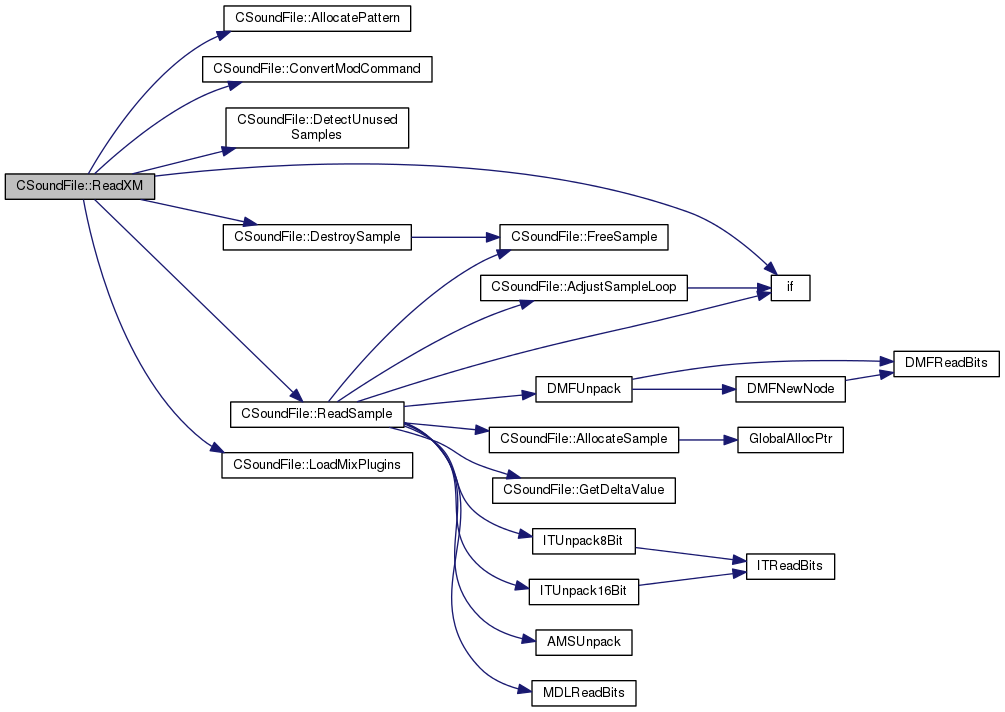 CSoundFile::AllocatePattern
CSoundFile::ConvertModCommand
CSoundFile::DetectUnused
Samples
CSoundFile::ReadXM
CSoundFile::DestroySample
CSoundFile::FreeSample
CSoundFile::AdjustSampleLoop
if
DMFReadBits
DMFUnpack
DMFNewNode
CSoundFile::ReadSample
CSoundFile::AllocateSample
GlobalAllocPtr
CSoundFile::LoadMixPlugins
CSoundFile::GetDeltaValue
ITUnpack8Bit
ITReadBits
ITUnpack16Bit
AMSUnpack
MDLReadBits